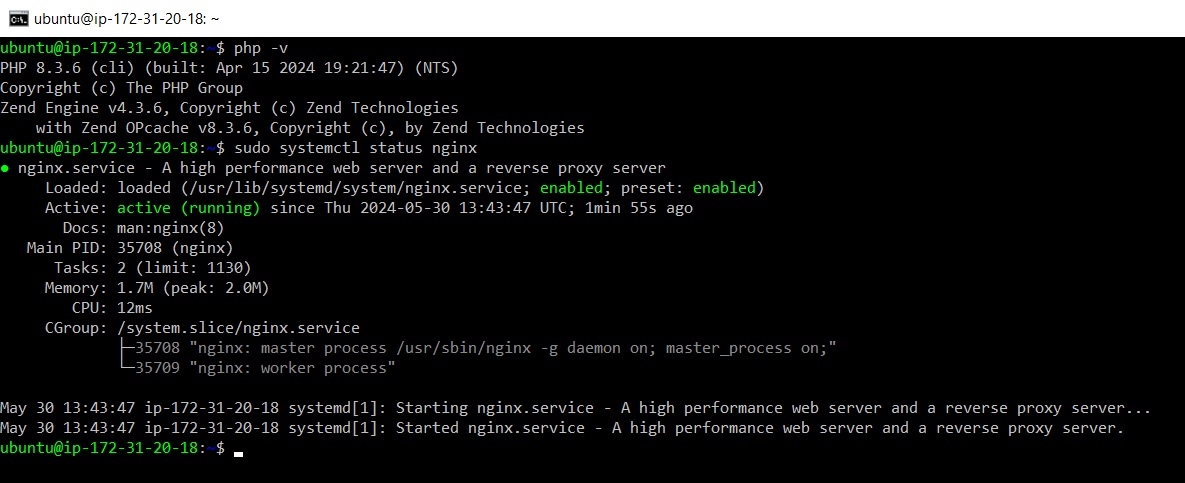 ubuntu@ip-172-31-20-18: ~
ubuntu@ip-172-31-20-18:~$ php -v
PHP 8.3.6 (cli) (built: Apr 15 2024 19:21:47) (NTS)
Copyright (c) The PHP Group
Zend Engine v4.3.6, Copyright (c) Zend Technologies
    with Zend OPcache v8.3.6, Copyright (c), by Zend Technologies
ubuntu@ip-172-31-20-18:~$ sudo systemctl status nginx
● nginx.service - A high performance web server and a reverse proxy server
     Loaded: loaded (/usr/lib/systemd/system/nginx.service; enabled; preset: enabled)
     Active: active (running) since Thu 2024-05-30 13:43:47 UTC; 1min 55s ago
       Docs: man:nginx(8)
   Main PID: 35708 (nginx)
      Tasks: 2 (limit: 1130)
     Memory: 1.7M (peak: 2.0M)
        CPU: 12ms
     CGroup: /system.slice/nginx.service
             ├─35708 "nginx: master process /usr/sbin/nginx -g daemon on; master_process on;"
             └─35709 "nginx: worker process"

May 30 13:43:47 ip-172-31-20-18 systemd[1]: Starting nginx.service - A high performance web server and a reverse proxy server...
May 30 13:43:47 ip-172-31-20-18 systemd[1]: Started nginx.service - A high performance web server and a reverse proxy server.
ubuntu@ip-172-31-20-18:~$